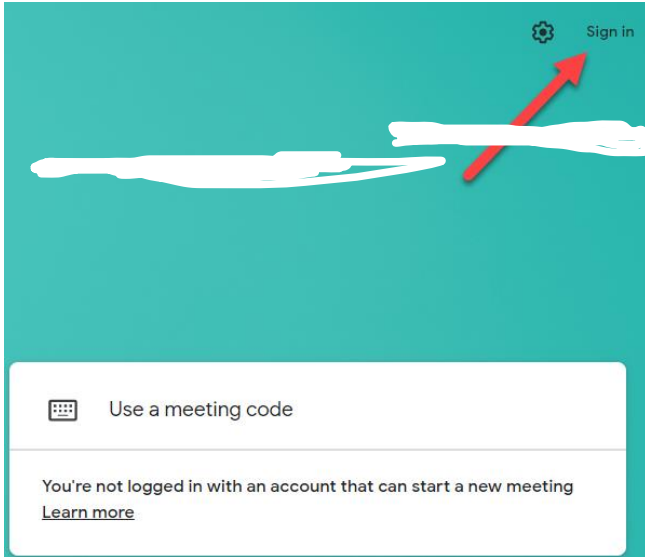 Sign in
Use a meeting code
You're not logged in with an account that can start a new meeting
Learn more